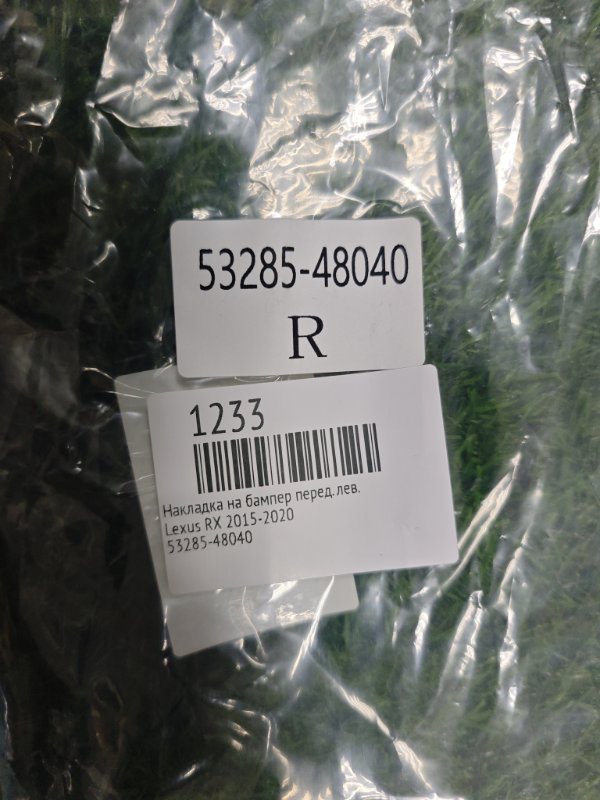 53285-48040
R
1233
Накладка на бампер перед.лев.
Lexus RX 2015-2020
53285-48040